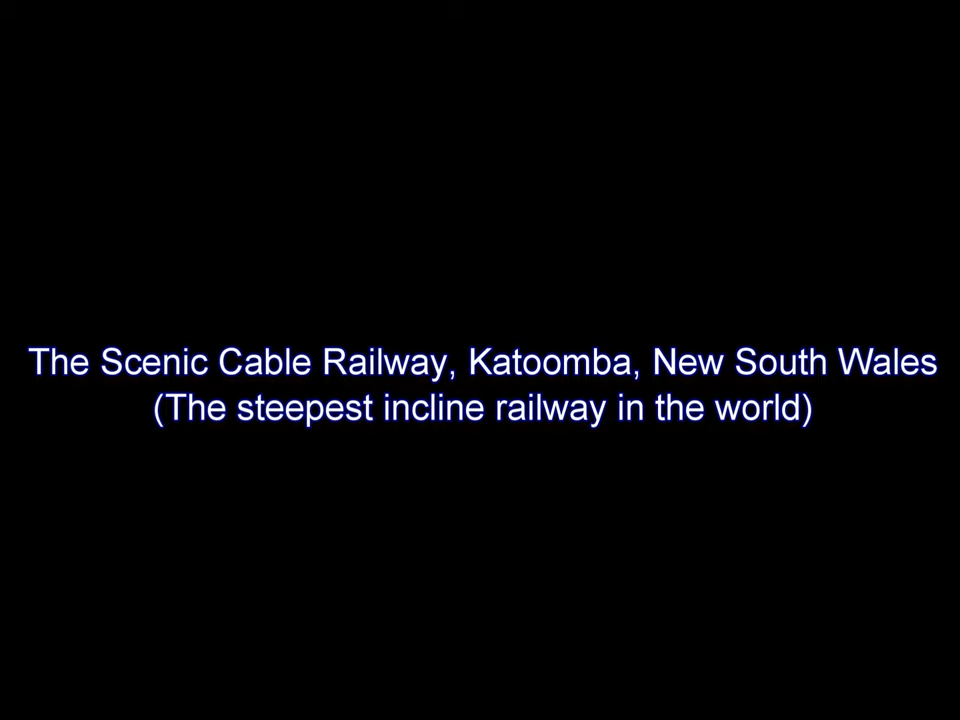 The Scenic Cable Railway, Katoomba, New South Wales
(The steepest incline railway in the world)